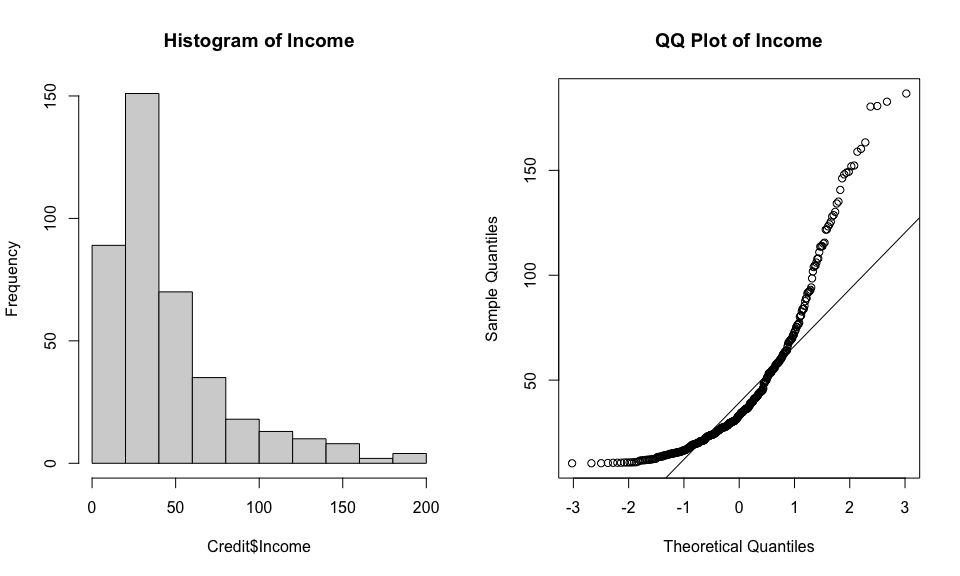 Histogram of Income
Frequency
0
50
100
150
0 50 100 150 200
Credit$Income
QQ Plot of Income
Sample Quantiles
50
100
150
-3 -2 -1 0 1 2 3
Theoretical Quantiles